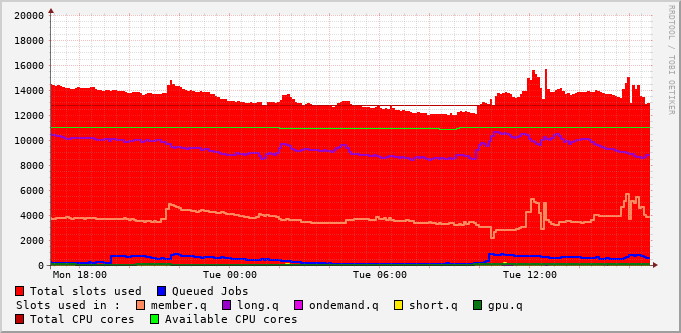 20000
18000
16000
14000
12000
10000
8000
6000
4000
2000
0
Mon 18:00 Tue 00:00 Tue 06:00 Tue 12:00
RRDTOOL / TOBI OETIKER
Total slots used Queued Jobs
Slots used in : member.q long.q ondemand.q short.q gpu.q
Total CPU cores Available CPU cores